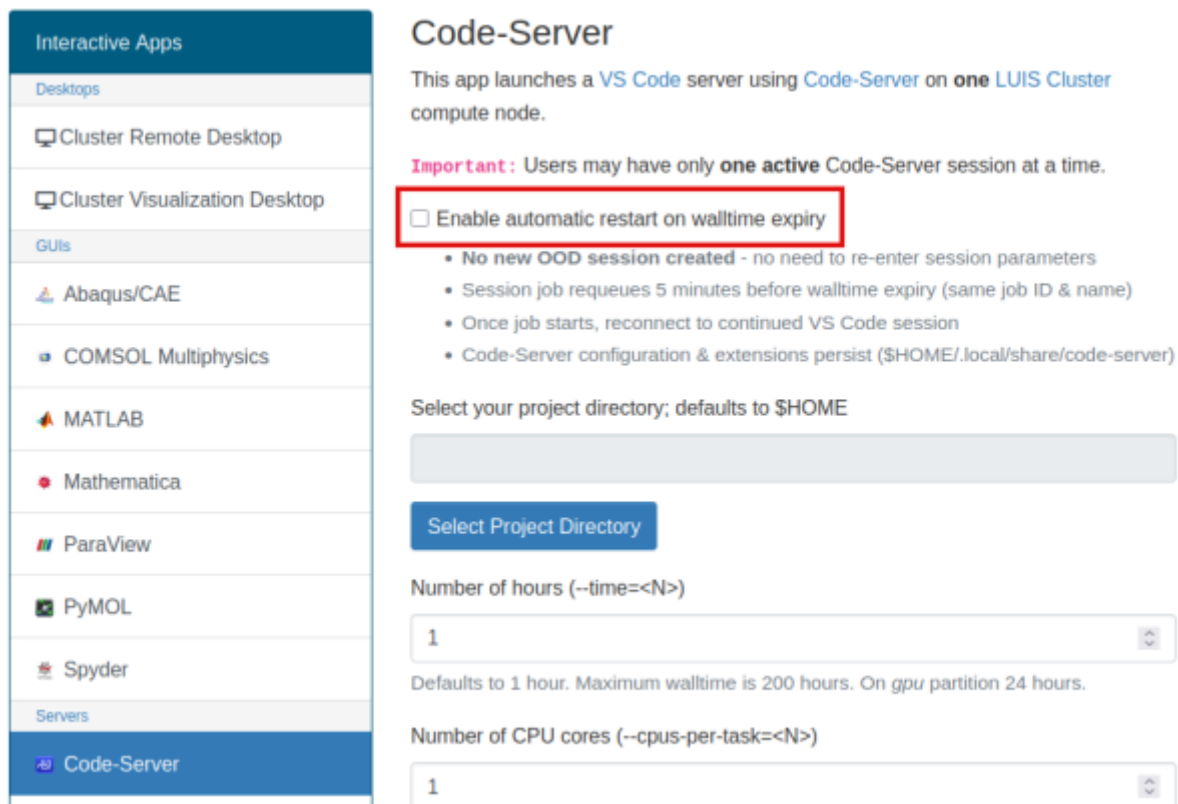 Interactive Apps
Desktops
Cluster Remote Desktop
Cluster Visualization Desktop
GUIs
Abaqus/CAE
COMSOL Multiphysics
MATLAB
Mathematica
ParaView
PyMOL
Spyder
Servers
Code-Server
Code-Server
This app launches a VS Code server using Code-Server on one LUIS Cluster
compute node.
Important: Users may have only one active Code-Server session at a time.
Enable automatic restart on walltime expiry
• No new OOD session created - no need to re-enter session parameters
• Session job requeues 5 minutes before walltime expiry (same job ID & name)
• Once job starts, reconnect to continued VS Code session
• Code-Server configuration & extensions persist ($HOME/.local/share/code-server)
Select your project directory; defaults to $HOME
Select Project Directory
Number of hours (--time=<N>)
1
Defaults to 1 hour. Maximum walltime is 200 hours. On gpu partition 24 hours.
Number of CPU cores (--cpus-per-task=<N>)
1